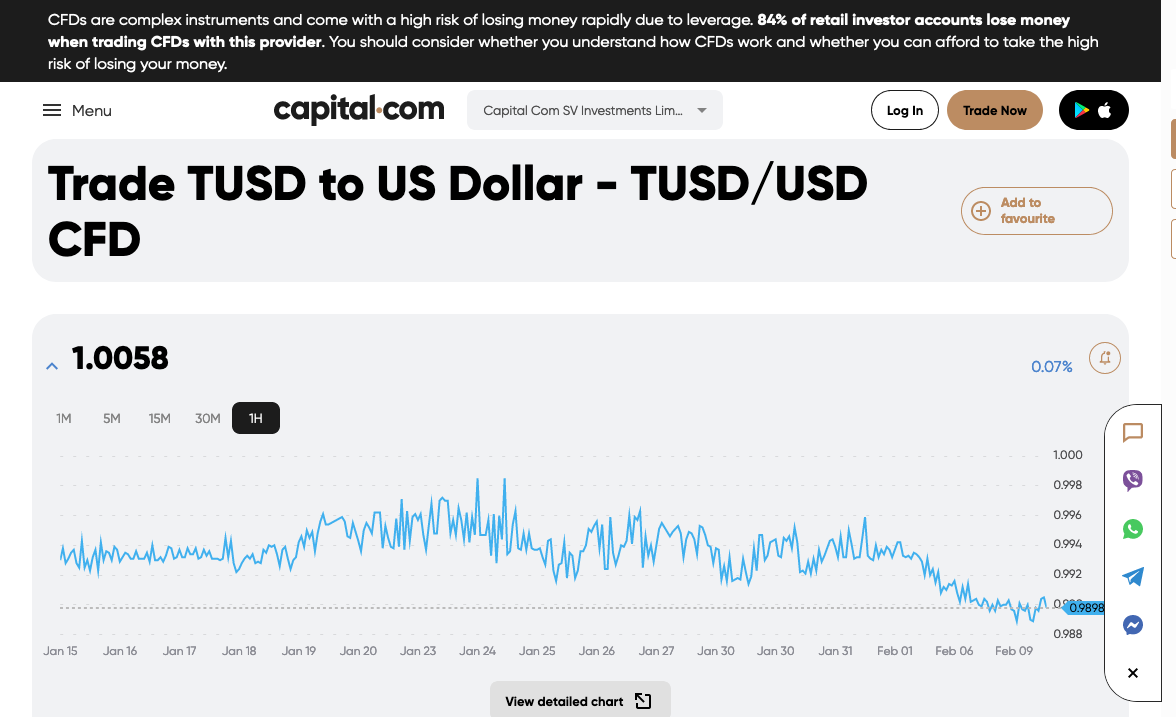 CFDs are complex instruments and come with a high risk of losing money rapidly due to leverage. 84% of retail investor accounts lose money
when trading CFDs with this provider. You should consider whether you understand how CFDs work and whether you can afford to take the high
risk of losing your money.
Menu
capital.com
Capital Com SV Investments Lim...
Log In
Trade Now
Trade TUSD to US Dollar - TUSD/USD
CFD
Add to
favourite
1.0058
0.07%
1M 5M 15M 30M 1H
1.000
0.998
0.996
0.994
0.992
0.9898
0.988
Jan 15 Jan 16 Jan 17 Jan 18 Jan 19 Jan 20 Jan 23 Jan 24 Jan 25 Jan 26 Jan 27 Jan 30 Jan 30 Jan 31 Feb 01 Feb 06 Feb 09
View detailed chart